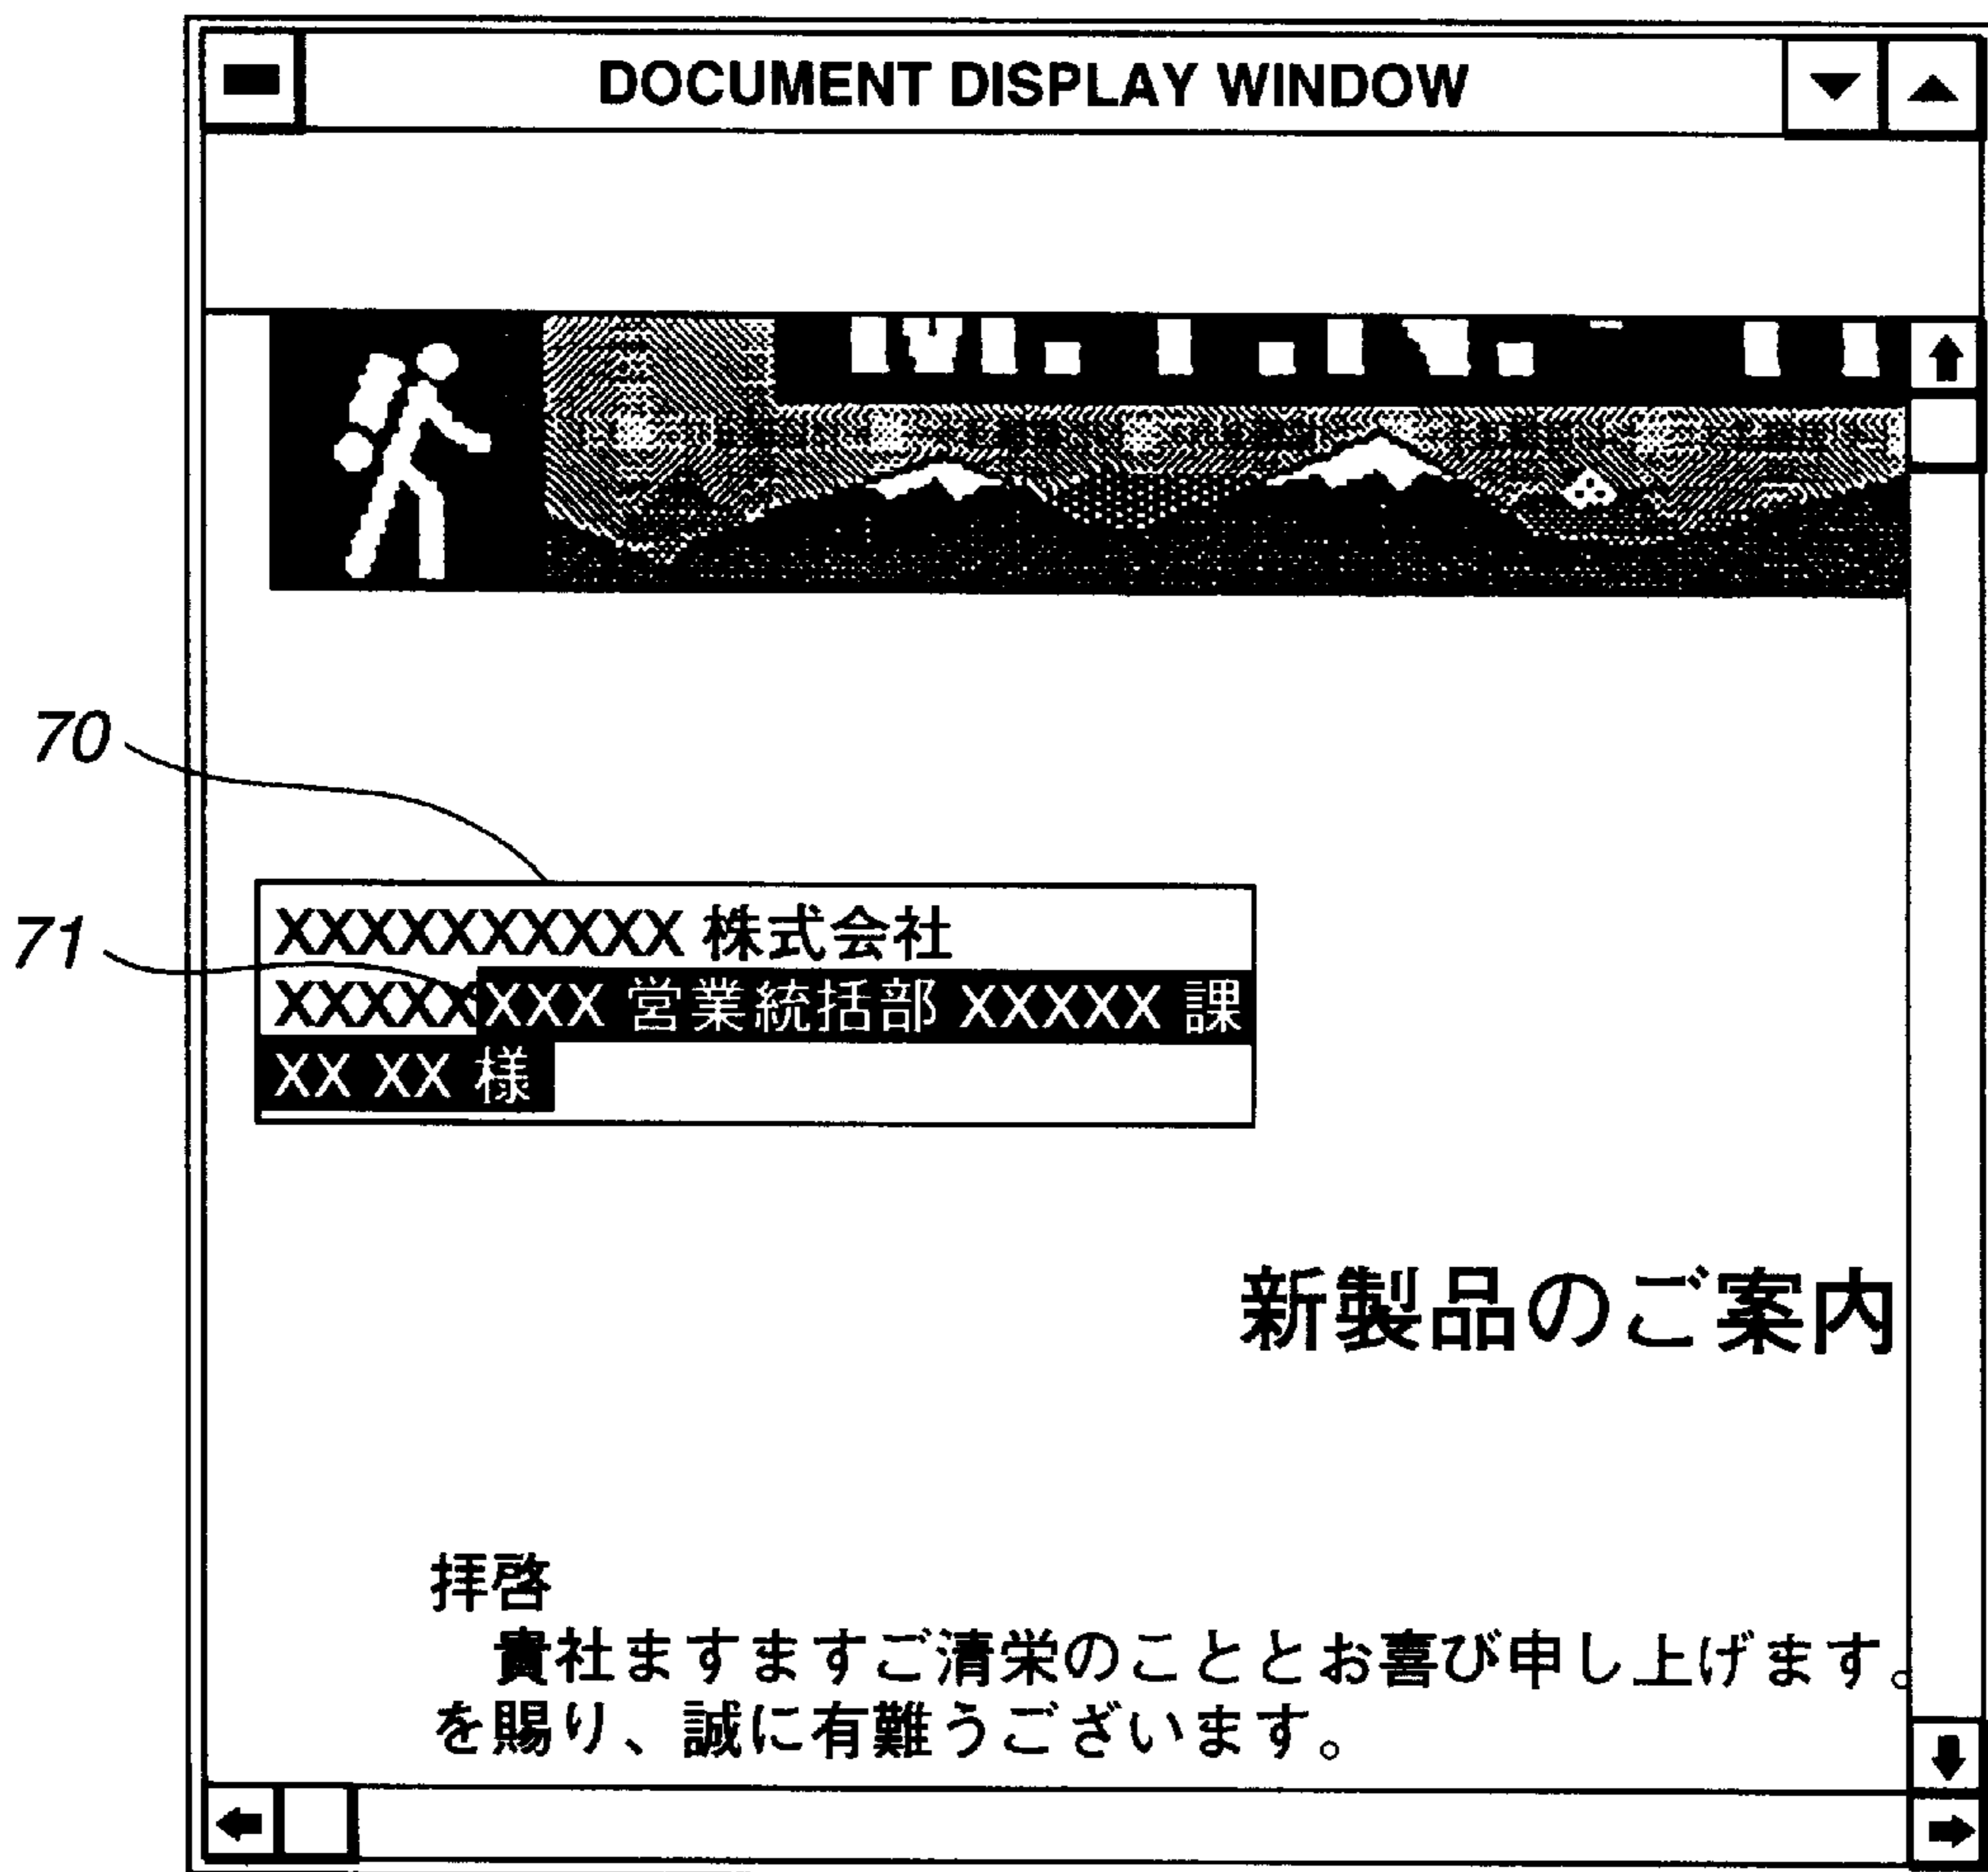 DOCUMENT DISPLAY WINDOW
70
XXXXXXXXXX 株式会社
71
XXXXXXXX 営業統括部 XXXXX 課
XX XX 様
新製品のご案内
拝啓
貴社ますますご清栄のこととお喜び申し上げます。
を賜り、誠に有難うございます。